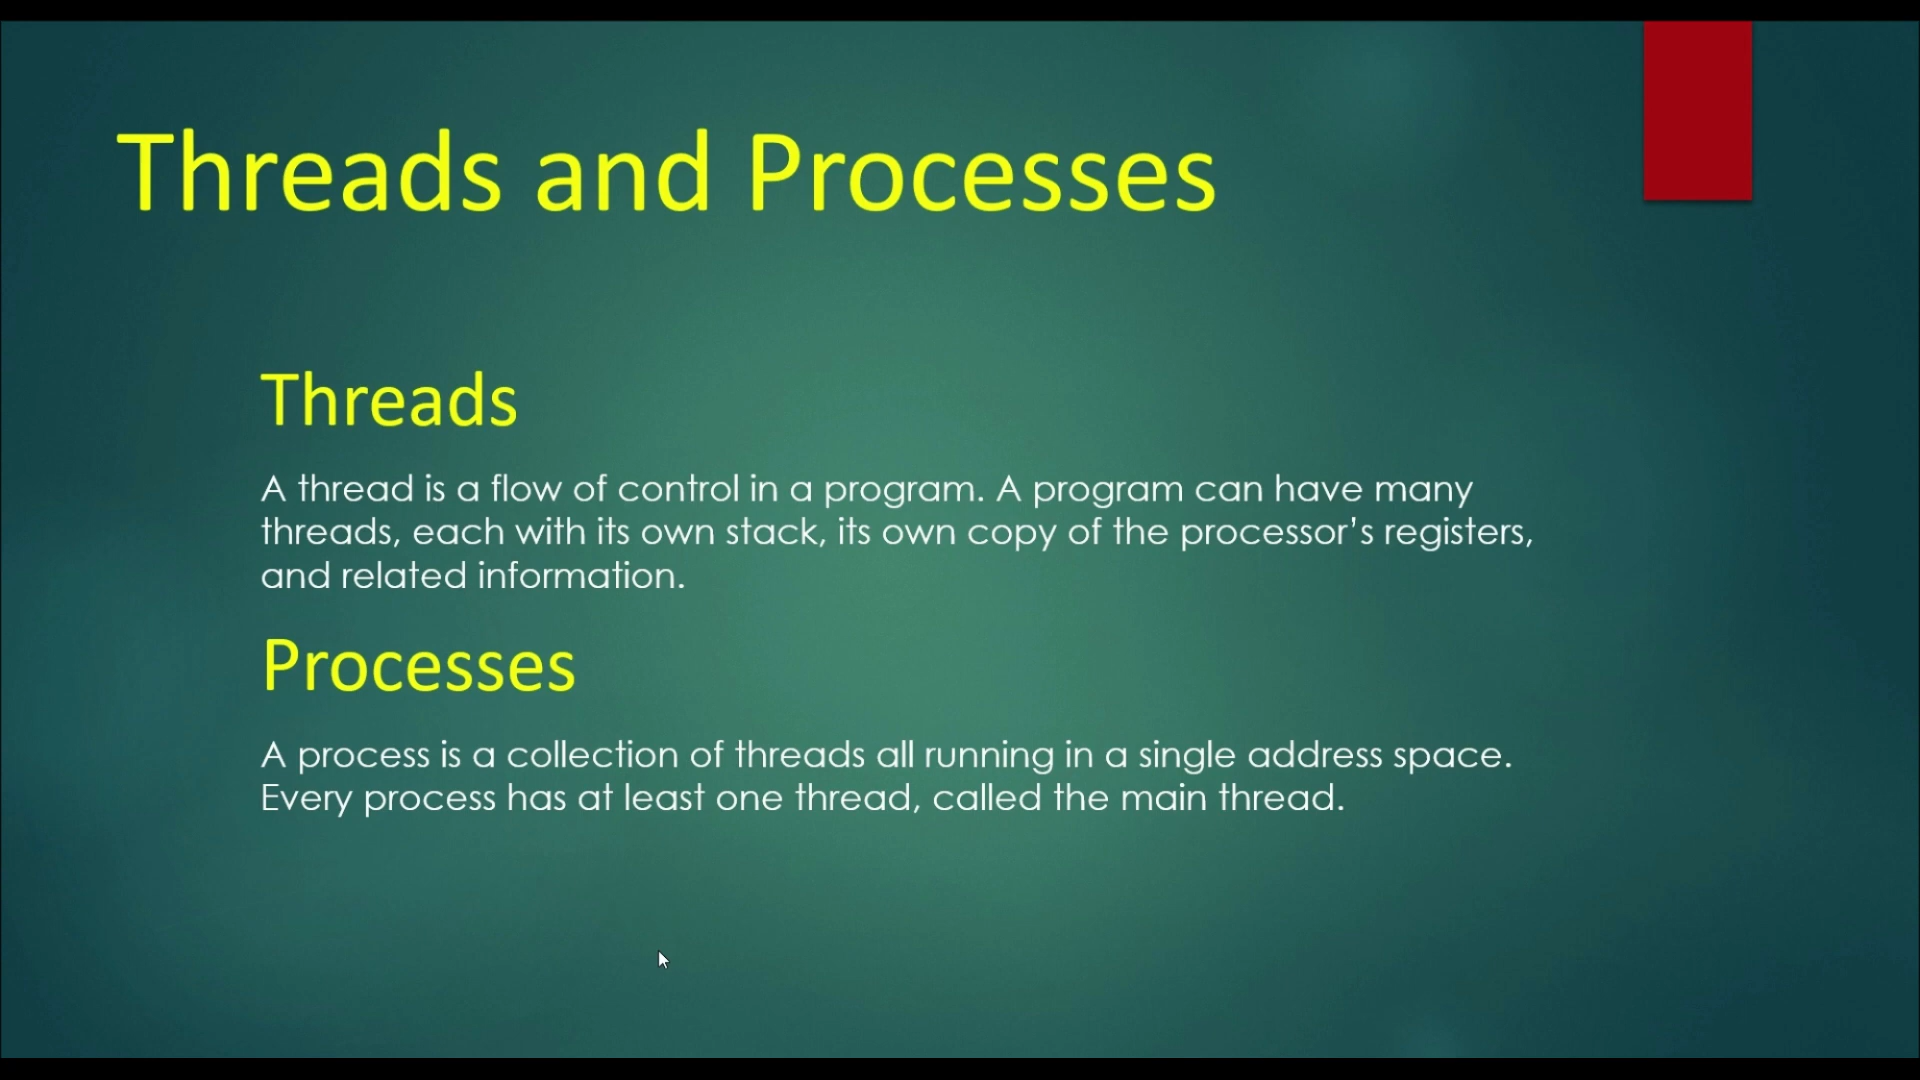 Threads and Processes
Threads
A thread is a flow of control in a program. A program can have many
threads, each with its own stack, its own copy of the processor’s registers,
and related information.
Processes
A process is a collection of threads all running in a single address space.
Every process has at least one thread, called the main thread.